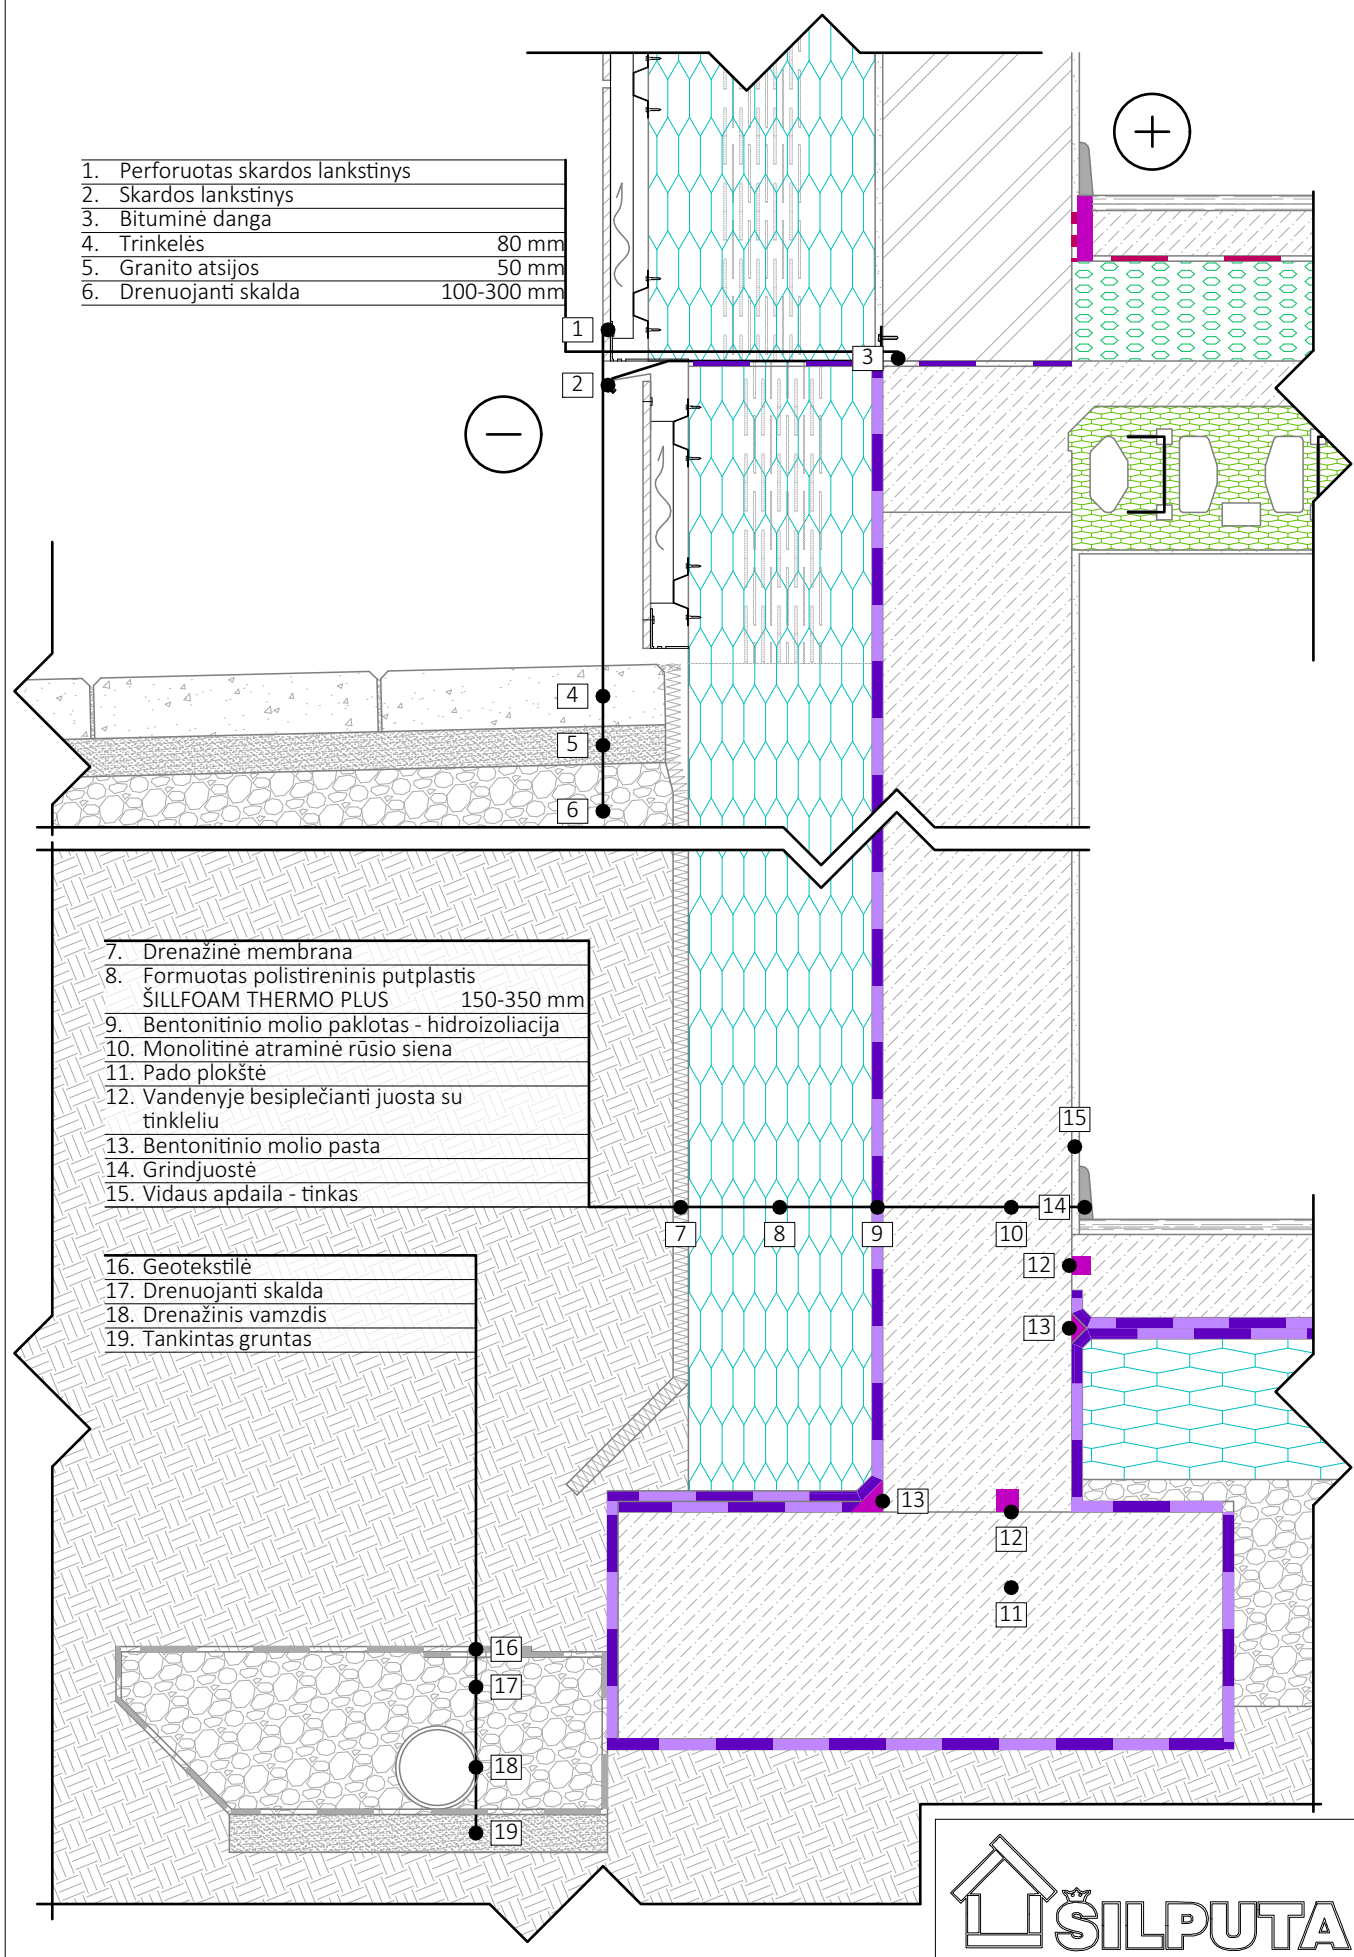 1. Perforuotas skardos lankstinys
2. Skardos lankstinys
3. Bituminė danga
4. Trinkelės 80 mm
5. Granito atsijos 50 mm
6. Drenuojanti skalda 100-300 mm
1
3
2
4
5
6
7. Drenažinė membrana
8. Formuotas polistireninis putplastis
ŠILLFOAM THERMO PLUS 150-350 mm
9. Bentonitinio molio paklotas - hidroizoliacija
10. Monolitinė atraminė rūsio siena
11. Pado plokštė
12. Vandenyje besiplečianti juosta su
tinkleliu
13. Bentonitinio molio pasta
14. Grindjuostė
15. Vidaus apdaila - tinkas
15
14
7
8
9
10
12
13
16. Geotekstilė
17. Drenuojanti skalda
18. Drenažinis vamzdis
19. Tankintas gruntas
13
12
11
16
17
18
19
ŠILPUTA